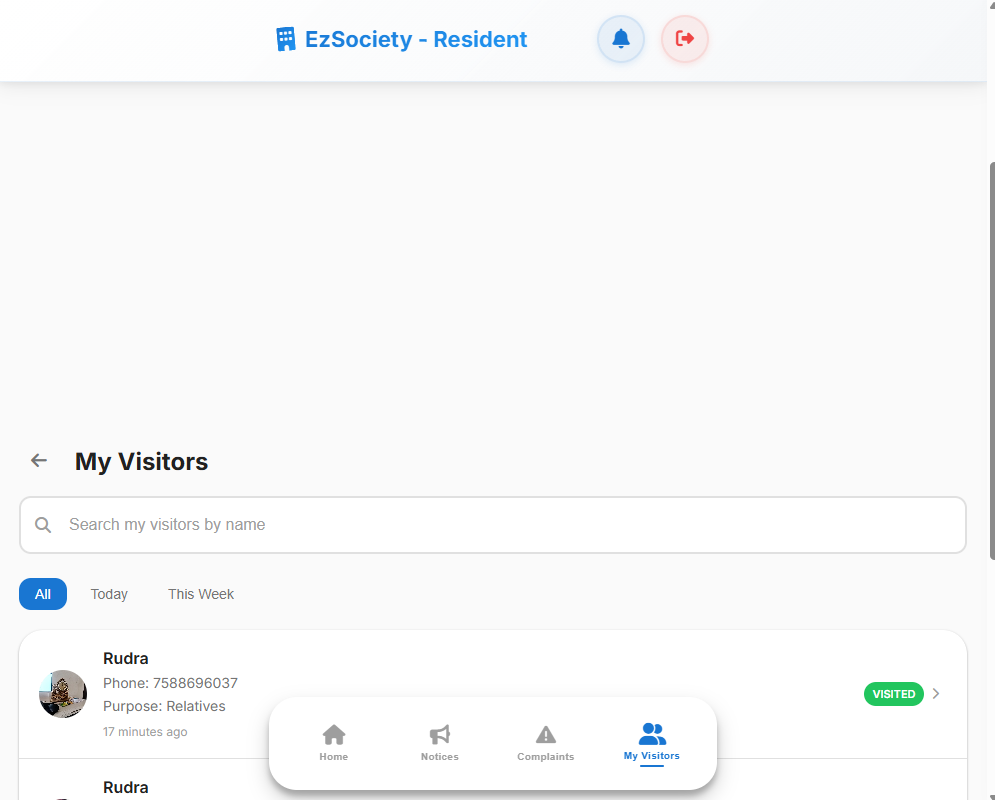 EzSociety - Resident
My Visitors
Search my visitors by name
All Today This Week
Rudra
Phone: 7588696037
Purpose: Relatives
17 minutes ago
VISITED
Rudra
Home Notices Complaints My Visitors